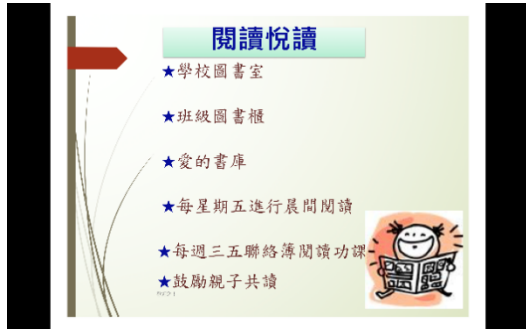 閱讀悅讀
★學校圖書室
★班級圖書櫃
★愛的書庫
★每星期五進行晨間閱讀
★每週三五聯絡簿閱讀功課
★鼓勵親子共讀